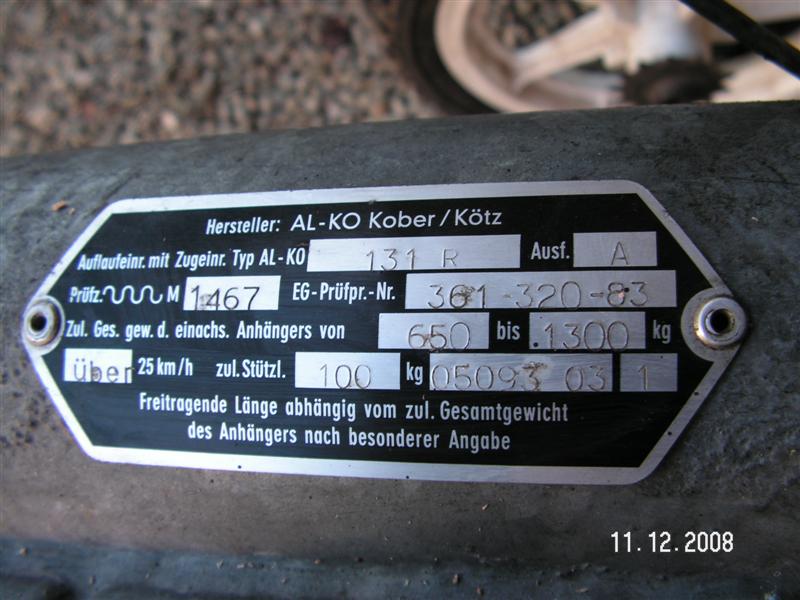 Hersteller: AL-KO Kober/Kötz
Auflaufeinr. mit Zugeinr. Typ AL-KO 131 R Ausf. A
Prüfz. M 1467 EG-Prüfpr.-Nr. 361-320-83
Zul. Ges. gew. d. einachs. Anhängers von 650 bis 1300 kg
über 25 km/h zul. Stützl. 100 kg 05093 03 1
Freitragende Länge abhängig vom zul. Gesamtgewicht
des Anhängers nach besonderer Angabe
11.12.2008